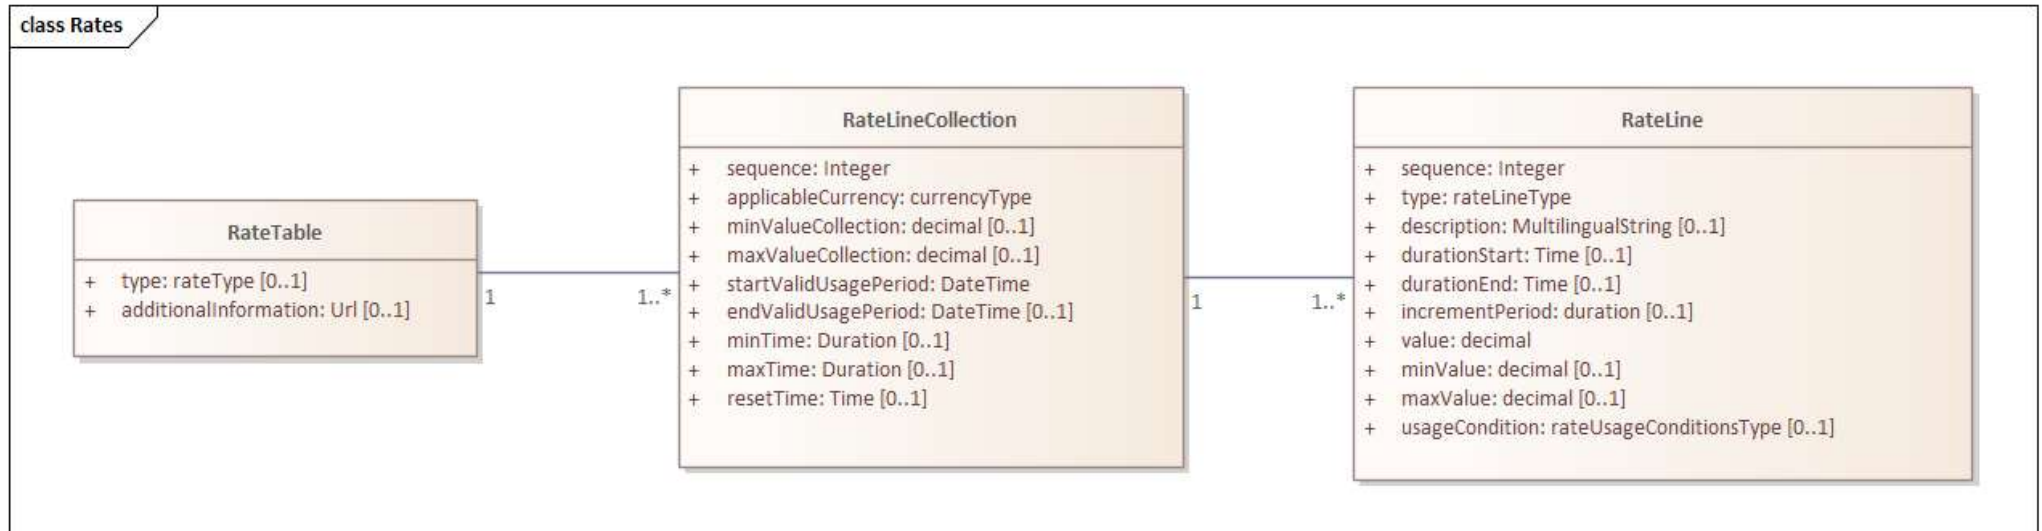 class Rates
RateTable
+ type: rateType [0..1]
+ additionalInformation: Url [0..1]
1
1..*
RateLineCollection
+ sequence: Integer
+ applicableCurrency: currencyType
+ minValueCollection: decimal [0..1]
+ maxValueCollection: decimal [0..1]
+ startValidUsagePeriod: DateTime
+ endValidUsagePeriod: DateTime [0..1]
+ minTime: Duration [0..1]
+ maxTime: Duration [0..1]
+ resetTime: Time [0..1]
1
1..*
RateLine
+ sequence: Integer
+ type: rateLineType
+ description: MultilingualString [0..1]
+ durationStart: Time [0..1]
+ durationEnd: Time [0..1]
+ incrementPeriod: duration [0..1]
+ value: decimal
+ minValue: decimal [0..1]
+ maxValue: decimal [0..1]
+ usageCondition: rateUsageConditionsType [0..1]